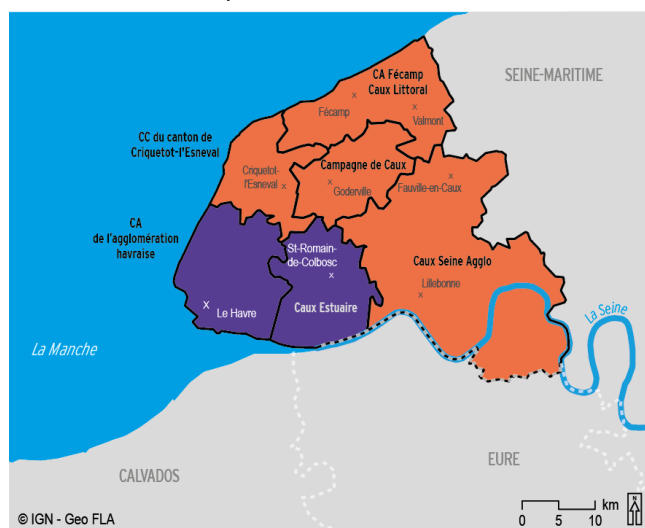 SEINE-MARITIME
CA Fécamp
Caux Littoral
Fécamp
Valmont
CC du canton de
Criquetot-l'Esneval
Criquetot-
l'Esneval
Campagne de Caux
Goderville
Fauville-en-Caux
CA
de l'agglomération
havraise
St-Romain-
de-Colbosc
Caux Seine Agglo
Lillebonne
Le Havre
Caux Estuaire
La Seine
La Manche
CALVADOS
EURE
© IGN - Geo FLA
km
0 5 10